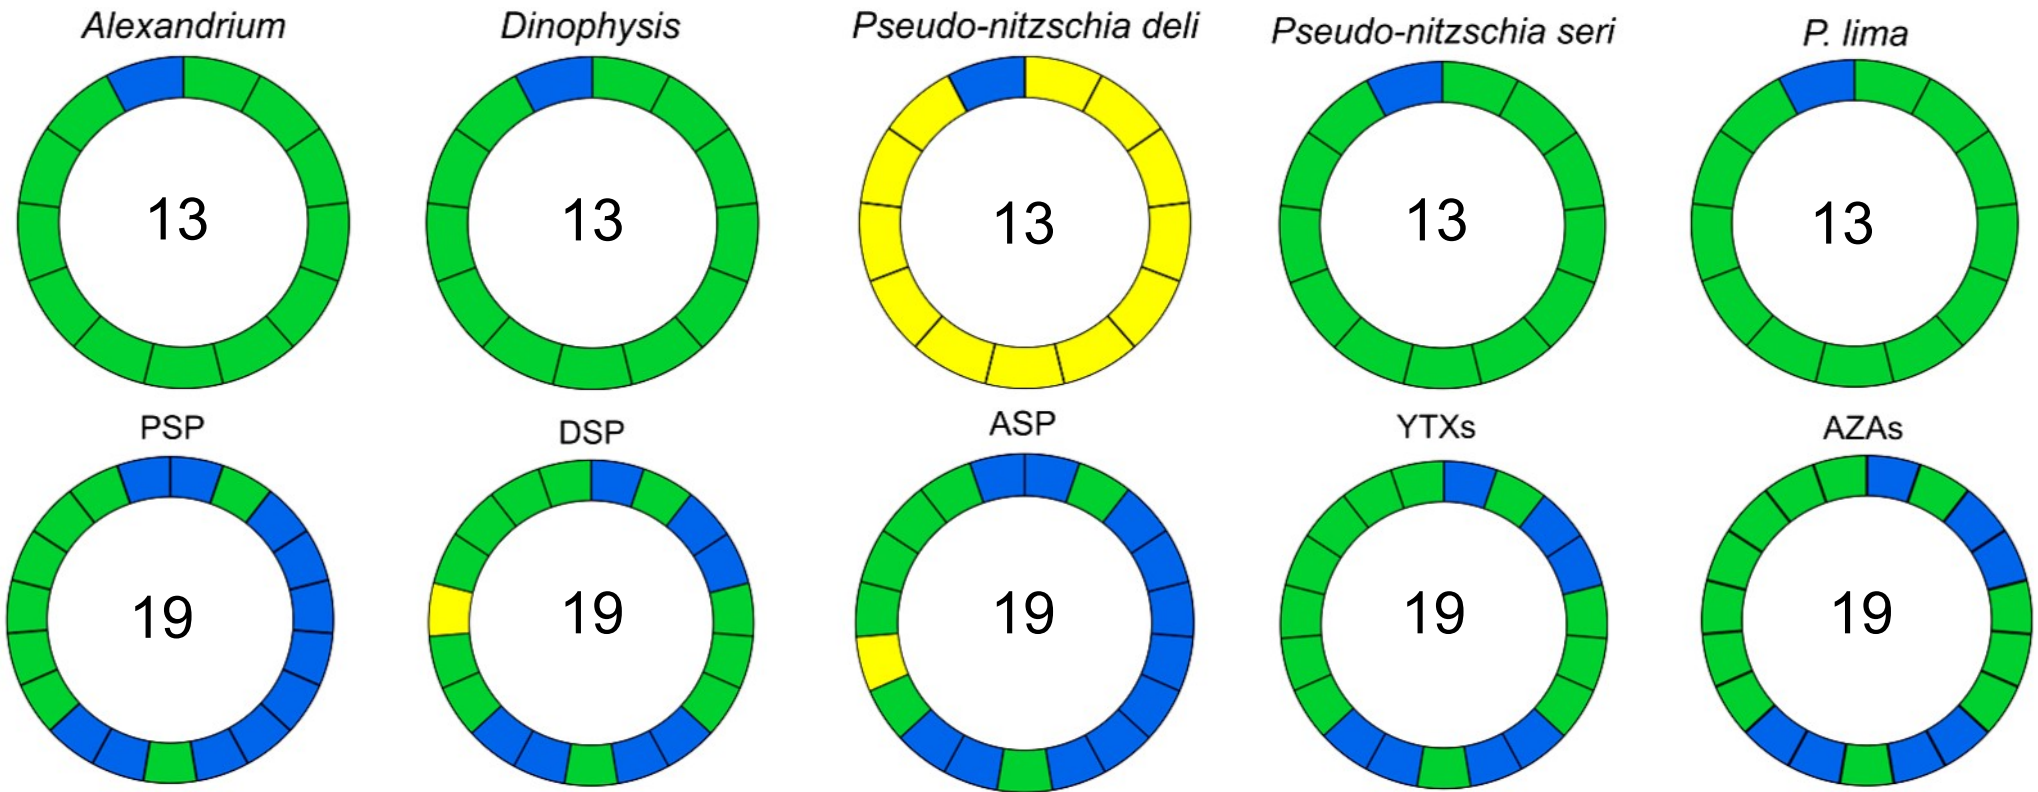 Alexandrium
Dinophysis
Pseudo-nitzschia deli
Pseudo-nitzschia seri
P. lima
13
13
13
13
13
PSP
DSP
ASP
YTXs
AZAs
19
19
19
19
19